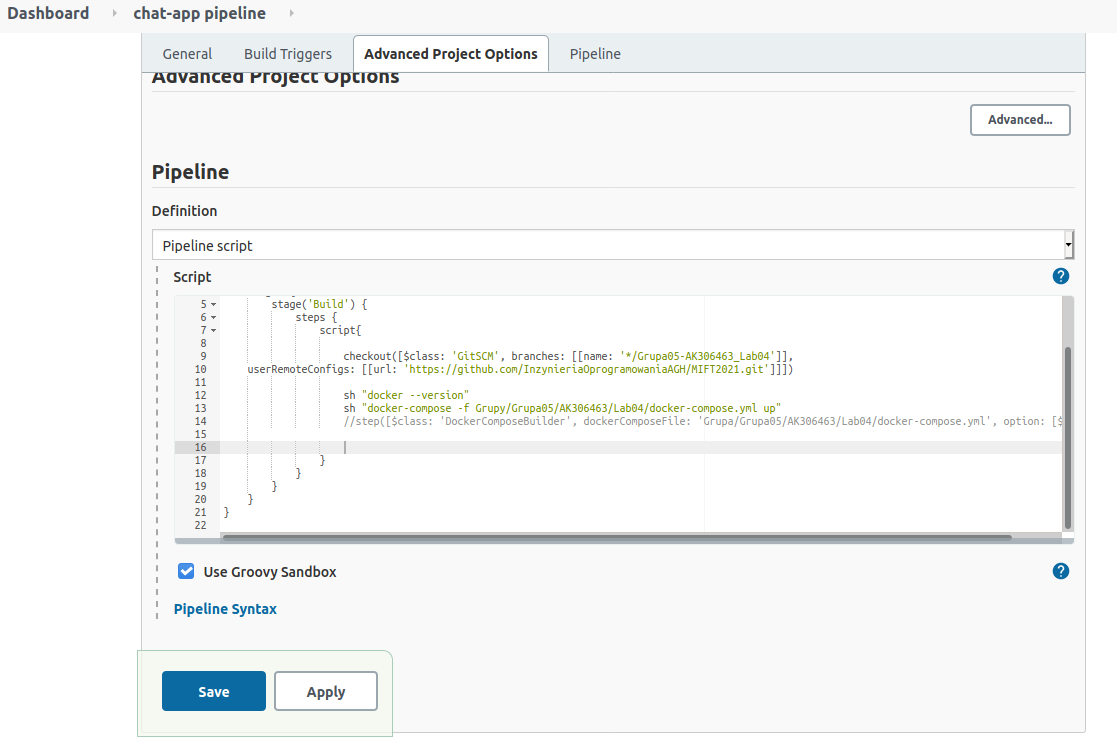 Dashboard chat-app pipeline
General Build Triggers Advanced Project Options Pipeline
Advanced Project Options
Advanced...
Pipeline
Definition
Pipeline script
Script
?
5 stage('Build') {
6 steps {
7 script{
8
9 checkout([$class: 'GitSCM', branches: [[name: '*/Grupa05-AK306463_Lab04']],
10 userRemoteConfigs: [[url: 'https://github.com/InzynieriaOprogramowaniaAGH/MIFT2021.git']]])
11
12 sh "docker --version"
13 sh "docker-compose -f Grupy/Grupa05/AK306463/Lab04/docker-compose.yml up"
14 //step([$class: 'DockerComposeBuilder', dockerComposeFile: 'Grupa/Grupa05/AK306463/Lab04/docker-compose.yml', option: [$
15
16
17 }
18 }
19 }
20 }
21 }
22
Use Groovy Sandbox
?
Pipeline Syntax
Save Apply